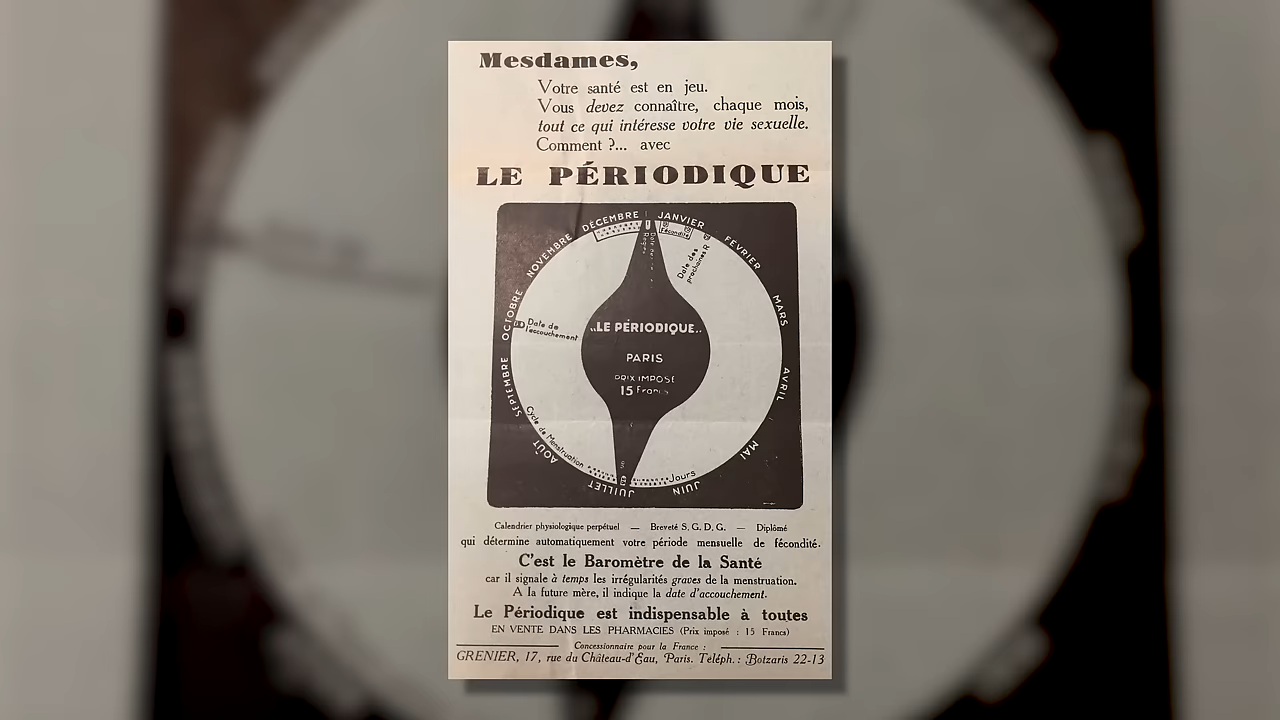 Mesdames,
Votre santé est en jeu.
Vous devez connaître, chaque mois,
tout ce qui intéresse votre vie sexuelle.
Comment ?... avec
LE PÉRIODIQUE
DÉCEMBRE
JANVIER
Fécondité
NOVEMBRE
FÉVRIER
Date des
prochaines R
OCTOBRE
MARS
Date de
l'accouchement
„LE PÉRIODIQUE„
PARIS
PRIX IMPOSÉ
15 Francs
SEPTEMBRE
AVRIL
Cycle de Menstruation
Jours
AOÛT
MAI
JUILLET
JUIN
Calendrier physiologique perpétuel — Breveté S. G. D. G. — Diplômé
qui détermine automatiquement votre période mensuelle de fécondité.
C'est le Baromètre de la Santé
car il signale à temps les irrégularités graves de la menstruation.
A la future mère, il indique la date d'accouchement.
Le Périodique est indispensable à toutes
EN VENTE DANS LES PHARMACIES (Prix imposé : 15 Francs)
Concessionnaire pour la France :
GRENIER, 17, rue du Château-d'Eau, Paris. Téléph. : Botzaris 22-13